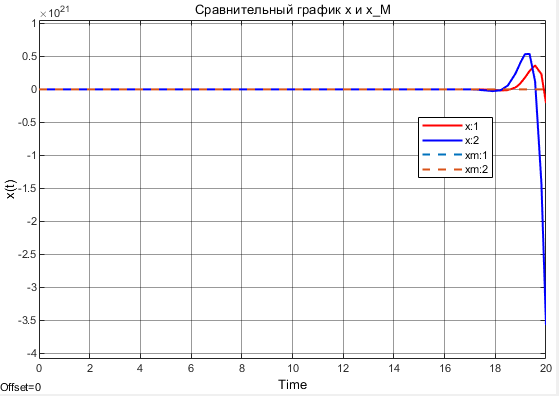 Сравнительный график x и x_M
×10^21
1
0.5
0
-0.5
-1
-1.5
-2
-2.5
-3
-3.5
-4
x(t)
x:1
x:2
xm:1
xm:2
0 2 4 6 8 10 12 14 16 18 20
Time
Offset=0